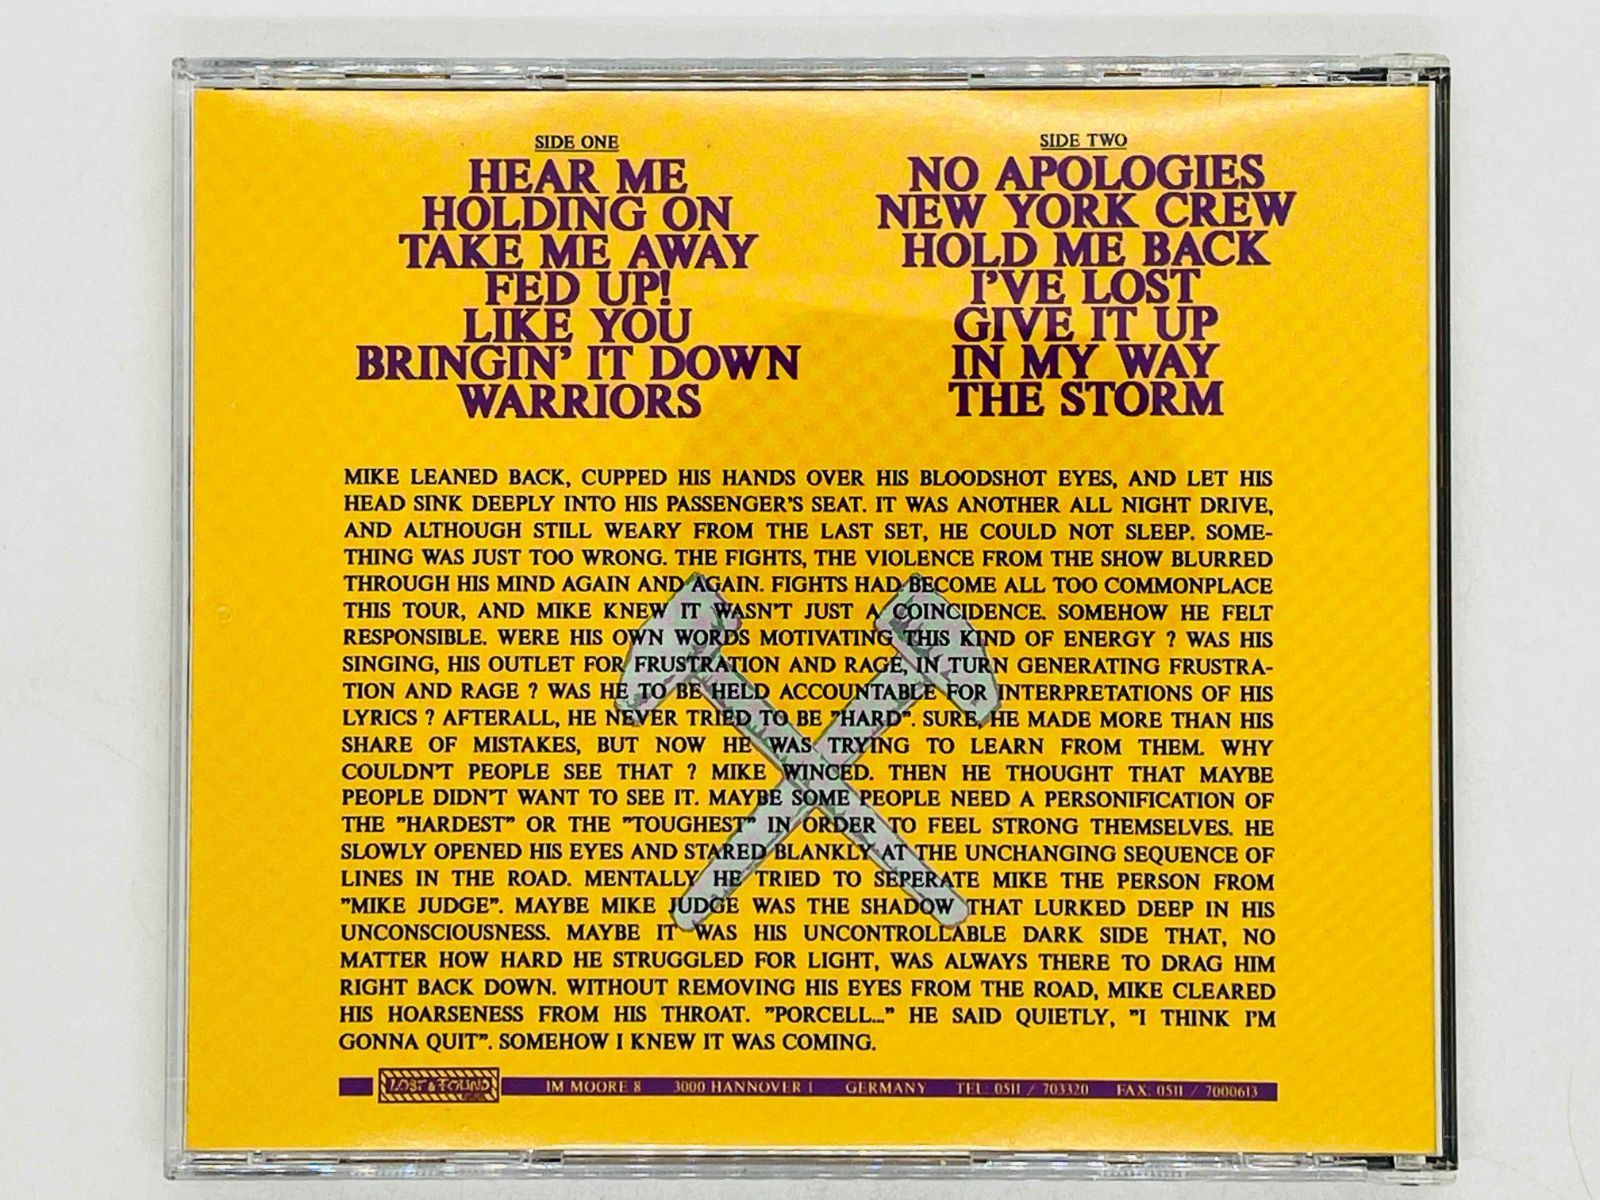 SIDE ONE
HEAR ME
HOLDING ON
TAKE ME AWAY
FED UP!
LIKE YOU
BRINGIN' IT DOWN
WARRIORS
SIDE TWO
NO APOLOGIES
NEW YORK CREW
HOLD ME BACK
I'VE LOST
GIVE IT UP
IN MY WAY
THE STORM
MIKE LEANED BACK, CUPPED HIS HANDS OVER HIS BLOODSHOT EYES, AND LET HIS
HEAD SINK DEEPLY INTO HIS PASSENGER'S SEAT. IT WAS ANOTHER ALL NIGHT DRIVE,
AND ALTHOUGH STILL WEARY FROM THE LAST SET, HE COULD NOT SLEEP. SOME-
THING WAS JUST TOO WRONG. THE FIGHTS, THE VIOLENCE FROM THE SHOW BLURRED
THROUGH HIS MIND AGAIN AND AGAIN. FIGHTS HAD BECOME ALL TOO COMMONPLACE
THIS TOUR, AND MIKE KNEW IT WASN'T JUST A COINCIDENCE. SOMEHOW HE FELT
RESPONSIBLE. WERE HIS OWN WORDS MOTIVATING THIS KIND OF ENERGY ? WAS HIS
SINGING, HIS OUTLET FOR FRUSTRATION AND RAGE, IN TURN GENERATING FRUSTRA-
TION AND RAGE ? WAS HE TO BE HELD ACCOUNTABLE FOR INTERPRETATIONS OF HIS
LYRICS ? AFTERALL, HE NEVER TRIED TO BE "HARD". SURE, HE MADE MORE THAN HIS
SHARE OF MISTAKES, BUT NOW HE WAS TRYING TO LEARN FROM THEM. WHY
COULDN'T PEOPLE SEE THAT ? MIKE WINCED. THEN HE THOUGHT THAT MAYBE
PEOPLE DIDN'T WANT TO SEE IT. MAYBE SOME PEOPLE NEED A PERSONIFICATION OF
THE "HARDEST" OR THE "TOUGHEST" IN ORDER TO FEEL STRONG THEMSELVES. HE
SLOWLY OPENED HIS EYES AND STARED BLANKLY AT THE UNCHANGING SEQUENCE OF
LINES IN THE ROAD. MENTALLY HE TRIED TO SEPERATE MIKE THE PERSON FROM
"MIKE JUDGE". MAYBE MIKE JUDGE WAS THE SHADOW THAT LURKED DEEP IN HIS
UNCONSCIOUSNESS. MAYBE IT WAS HIS UNCONTROLLABLE DARK SIDE THAT, NO
MATTER HOW HARD HE STRUGGLED FOR LIGHT, WAS ALWAYS THERE TO DRAG HIM
RIGHT BACK DOWN. WITHOUT REMOVING HIS EYES FROM THE ROAD, MIKE CLEARED
HIS HOARSENESS FROM HIS THROAT. "PORCELL..." HE SAID QUIETLY, "I THINK I'M
GONNA QUIT". SOMEHOW I KNEW IT WAS COMING.
LOST & FOUND IM MOORE 8 3000 HANNOVER 1 GERMANY TEL: 0511 / 703320 FAX: 0511 / 7000613